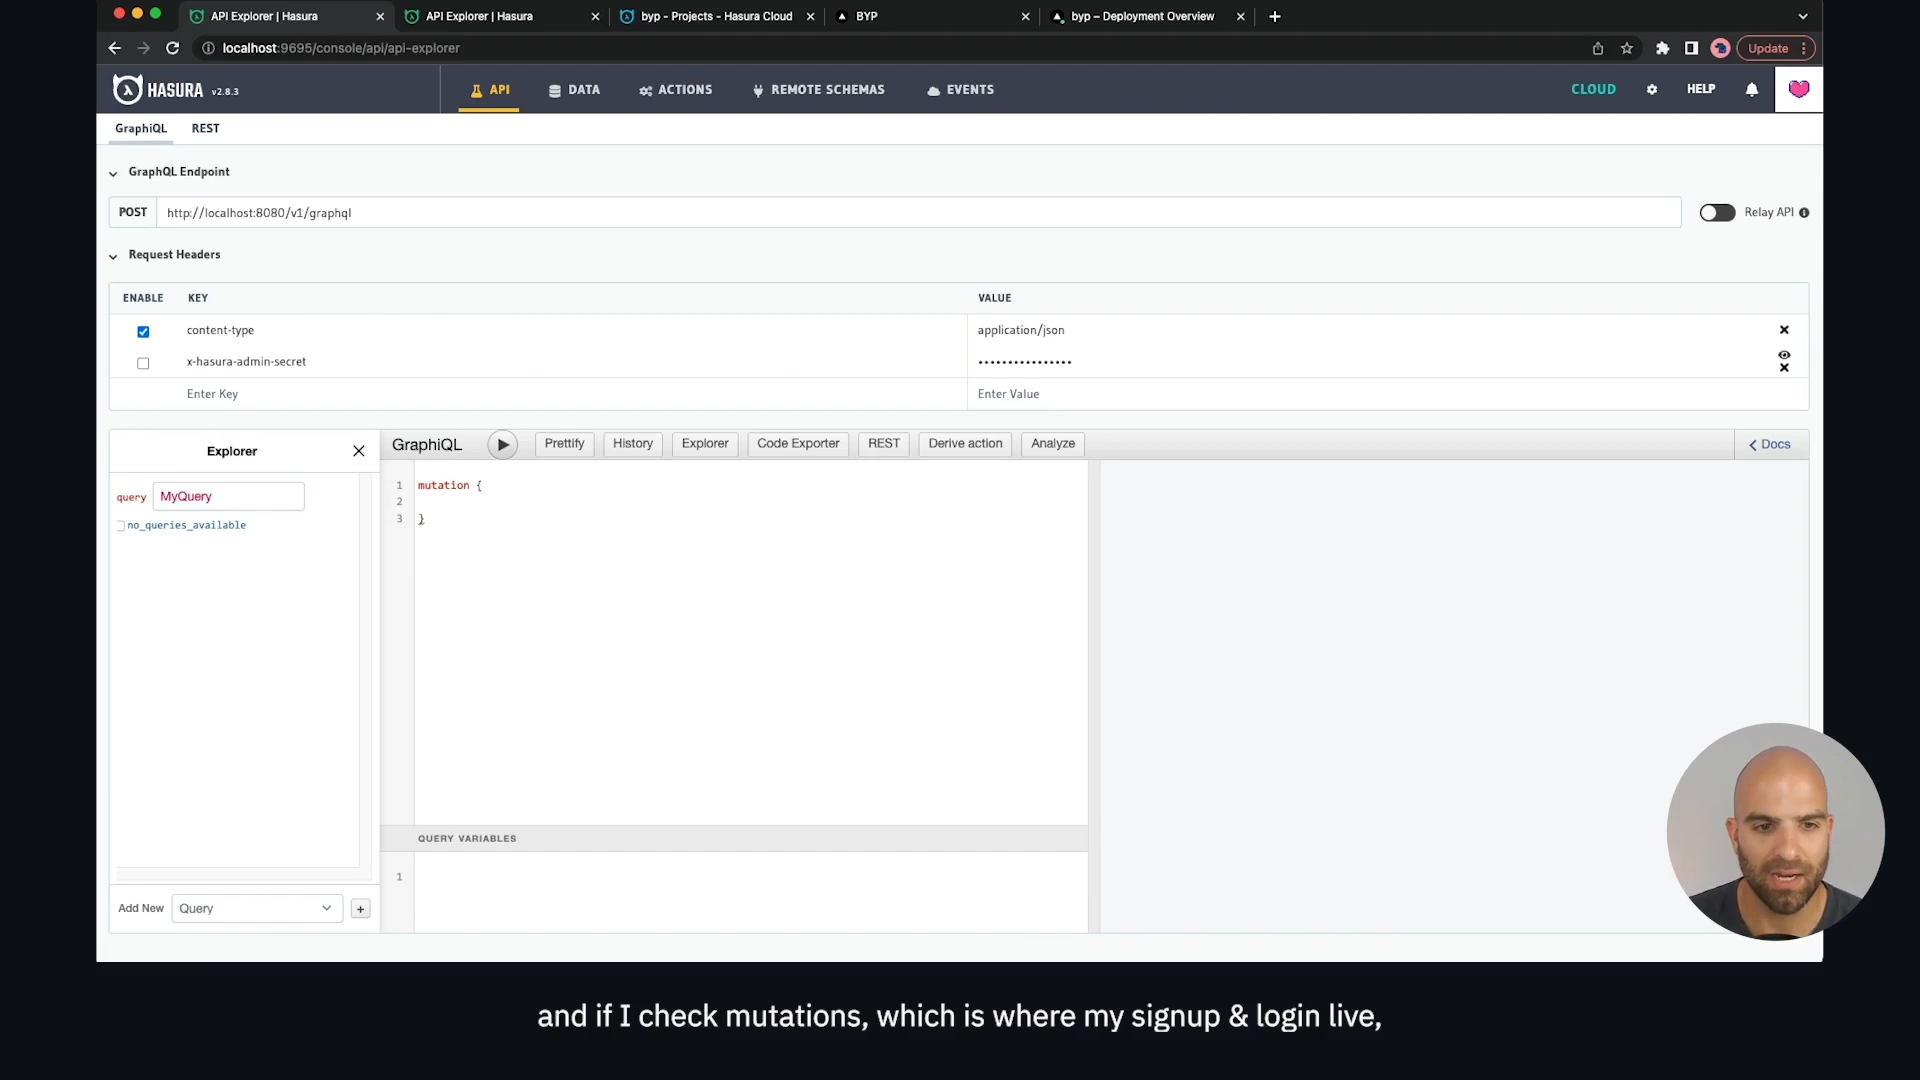 API Explorer | Hasura
API Explorer | Hasura
byp - Projects - Hasura Cloud
BYP
byp – Deployment Overview
localhost:9695/console/api/api-explorer
Update
HASURA v2.8.3
API
DATA
ACTIONS
REMOTE SCHEMAS
EVENTS
CLOUD
HELP
GraphiQL
REST
GraphQL Endpoint
POST
http://localhost:8080/v1/graphql
Relay API
Request Headers
ENABLE
KEY
VALUE
content-type
application/json
x-hasura-admin-secret
••••••••••••••••
Enter Key
Enter Value
Explorer
GraphiQL
Prettify
History
Explorer
Code Exporter
REST
Derive action
Analyze
Docs
query MyQuery
no_queries_available
1 mutation {
2
3 }
QUERY VARIABLES
1
Add New
Query
+
and if I check mutations, which is where my signup & login live,